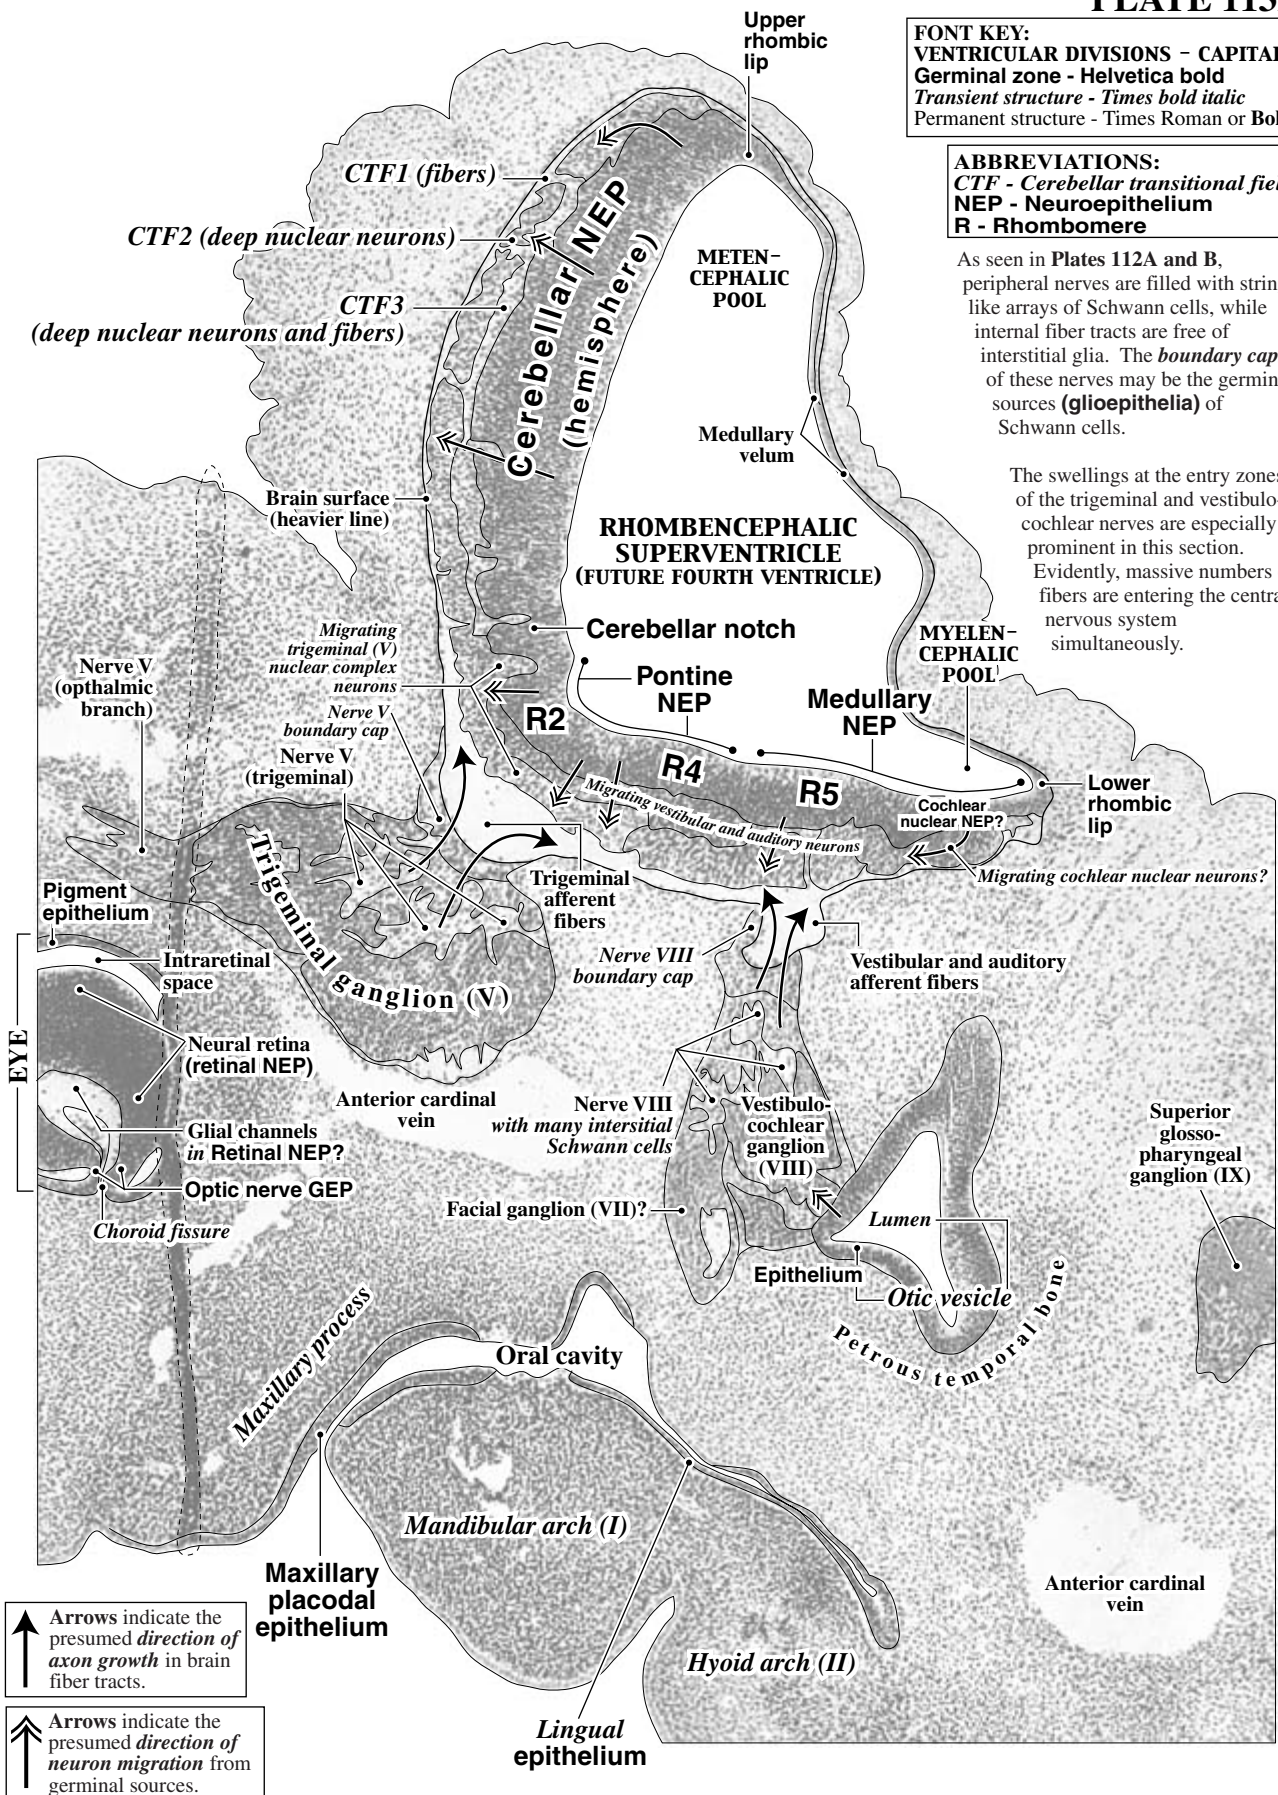 PLATE 113
FONT KEY:
VENTRICULAR DIVISIONS - CAPITAL
Germinal zone - Helvetica bold
Transient structure - Times bold italic
Permanent structure - Times Roman or Bol
ABBREVIATIONS:
CTF - Cerebellar transitional fiel
NEP - Neuroepithelium
R - Rhombomere
As seen in Plates 112A and B,
peripheral nerves are filled with strin
like arrays of Schwann cells, while
internal fiber tracts are free of
interstitial glia. The boundary cap
of these nerves may be the germin
sources (glioepithelia) of
Schwann cells.
The swellings at the entry zones
of the trigeminal and vestibulo-
cochlear nerves are especially
prominent in this section.
Evidently, massive numbers
fibers are entering the centra
nervous system
simultaneously.
Upper
rhombic
lip
CTF1 (fibers)
CTF2 (deep nuclear neurons)
CTF3
(deep nuclear neurons and fibers)
Cerebellar NEP
(hemisphere)
METEN-
CEPHALIC
POOL
Medullary
velum
Brain surface
(heavier line)
RHOMBENCEPHALIC
SUPERVENTRICLE
(FUTURE FOURTH VENTRICLE)
Cerebellar notch
MYELEN-
CEPHALIC
POOL
Migrating
trigeminal (V)
nuclear complex
neurons
Nerve V
(opthalmic
branch)
Pontine
NEP
Medullary
NEP
Nerve V
boundary cap
R2
R4
R5
Nerve V
(trigeminal)
Lower
rhombic
lip
Migrating vestibular and auditory neurons
Cochlear
nuclear NEP?
Migrating cochlear nuclear neurons?
Trigeminal
afferent
fibers
Trigeminal ganglion (V)
Pigment
epithelium
Intraretinal
space
Nerve VIII
boundary cap
Vestibular and auditory
afferent fibers
EYE
Neural retina
(retinal NEP)
Anterior cardinal
vein
Nerve VIII
with many intersitial
Schwann cells
Vestibulo-
cochlear
ganglion
(VIII)
Superior
glosso-
pharyngeal
ganglion (IX)
Glial channels
in Retinal NEP?
Optic nerve GEP
Choroid fissure
Facial ganglion (VII)?
Lumen
Epithelium
Otic vesicle
Petrous temporal bone
Maxillary process
Oral cavity
Mandibular arch (I)
Maxillary
placodal
epithelium
Anterior cardinal
vein
Hyoid arch (II)
Lingual
epithelium
Arrows indicate the
presumed direction of
axon growth in brain
fiber tracts.
Arrows indicate the
presumed direction of
neuron migration from
germinal sources.